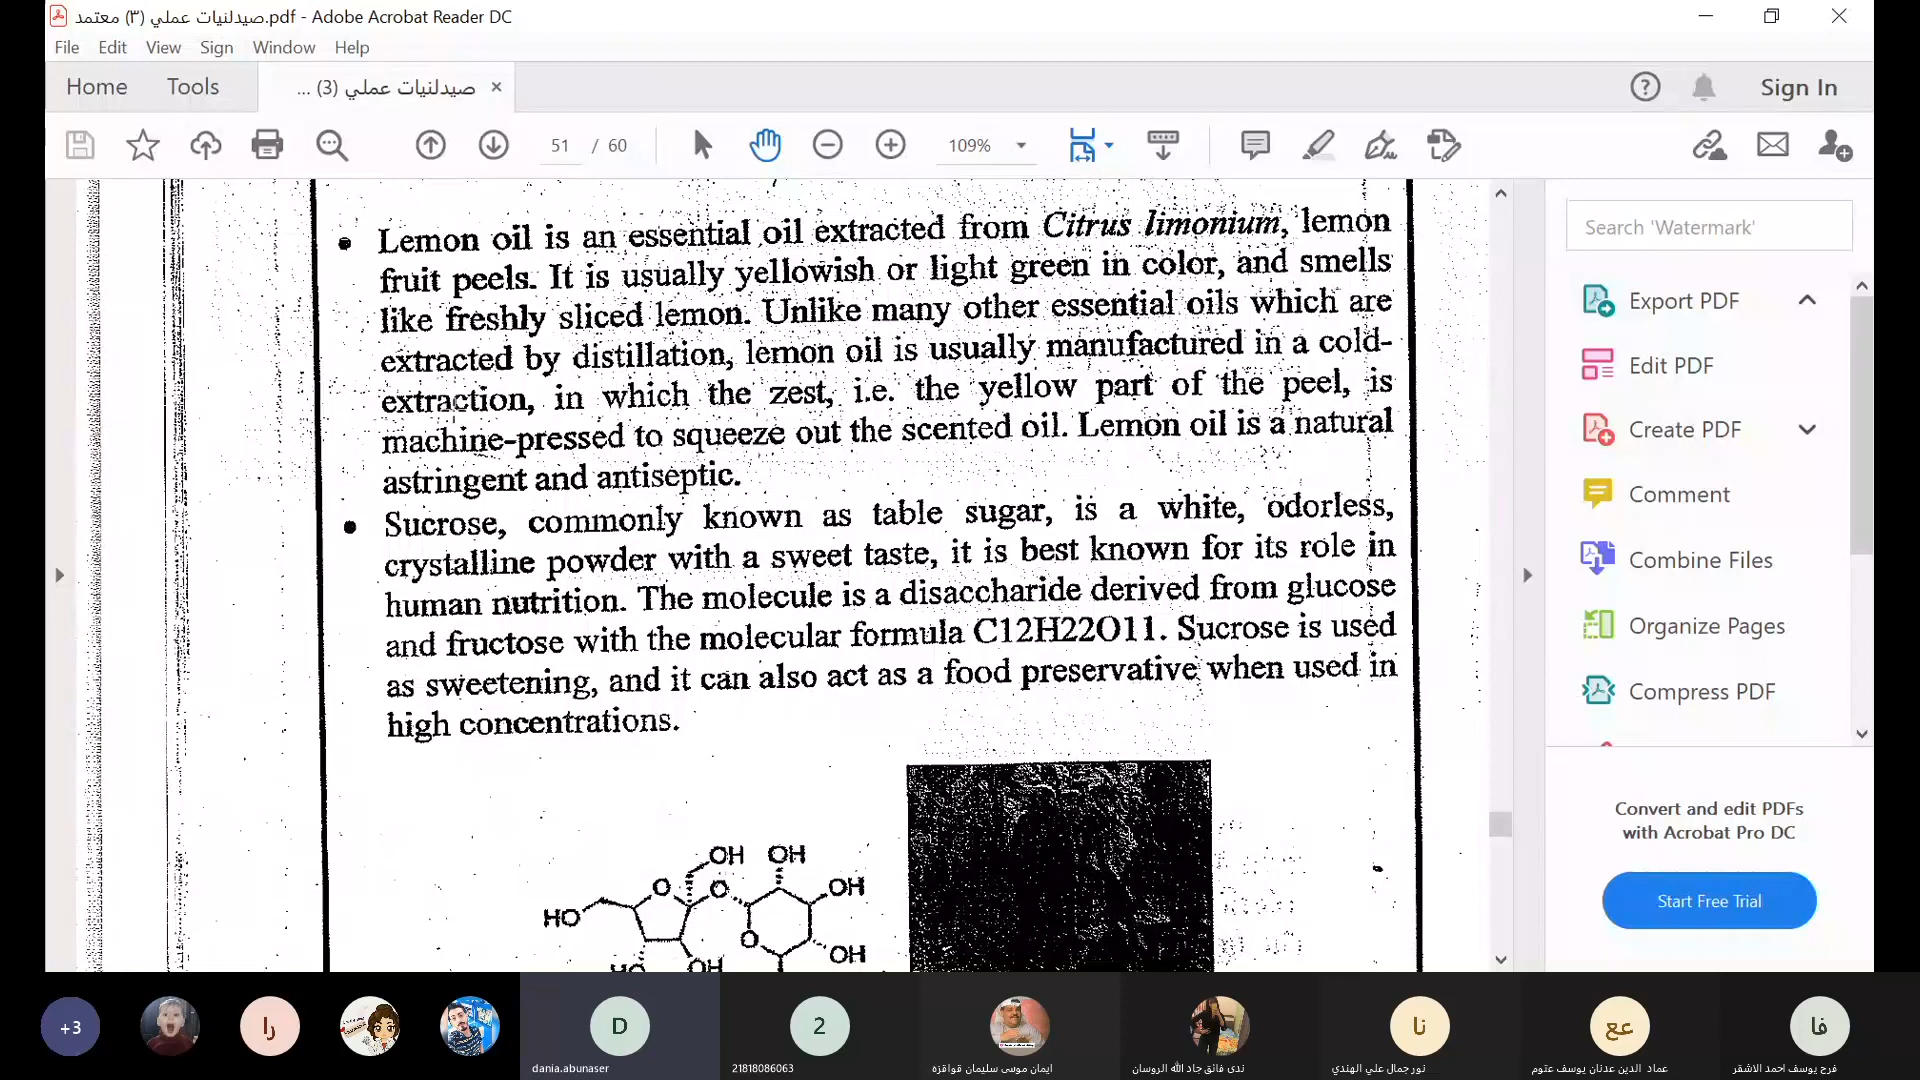 صيدلنيات عملي (٣) معتمد.pdf - Adobe Acrobat Reader DC
File Edit View Sign Window Help
Home Tools صيدلنيات عملي (3) ... × Sign In
51 / 60 109%
Lemon oil is an essential oil extracted from Citrus limonium, lemon
fruit peels. It is usually yellowish or light green in color, and smells
like freshly sliced lemon. Unlike many other essential oils which are
extracted by distillation, lemon oil is usually manufactured in a cold-
extraction, in which the zest, i.e. the yellow part of the peel, is
machine-pressed to squeeze out the scented oil. Lemon oil is a natural
astringent and antiseptic.
Sucrose, commonly known as table sugar, is a white, odorless,
crystalline powder with a sweet taste, it is best known for its role in
human nutrition. The molecule is a disaccharide derived from glucose
and fructose with the molecular formula C12H22O11. Sucrose is used
as sweetening, and it can also act as a food preservative when used in
high concentrations.
OH OH
O O OH
HO
O
OH
HO OH
Search 'Watermark'
Export PDF
Edit PDF
Create PDF
Comment
Combine Files
Organize Pages
Compress PDF
Convert and edit PDFs
with Acrobat Pro DC
Start Free Trial
+3 را D 2 نا عع فا
dania.abunaser
21818086063
ايمان موسى سليمان قواقزه
ندى فائق جاد الله الروسان
نور جمال علي الهندي
عماد الدين عدنان يوسف عتوم
فرح يوسف احمد الاشقر